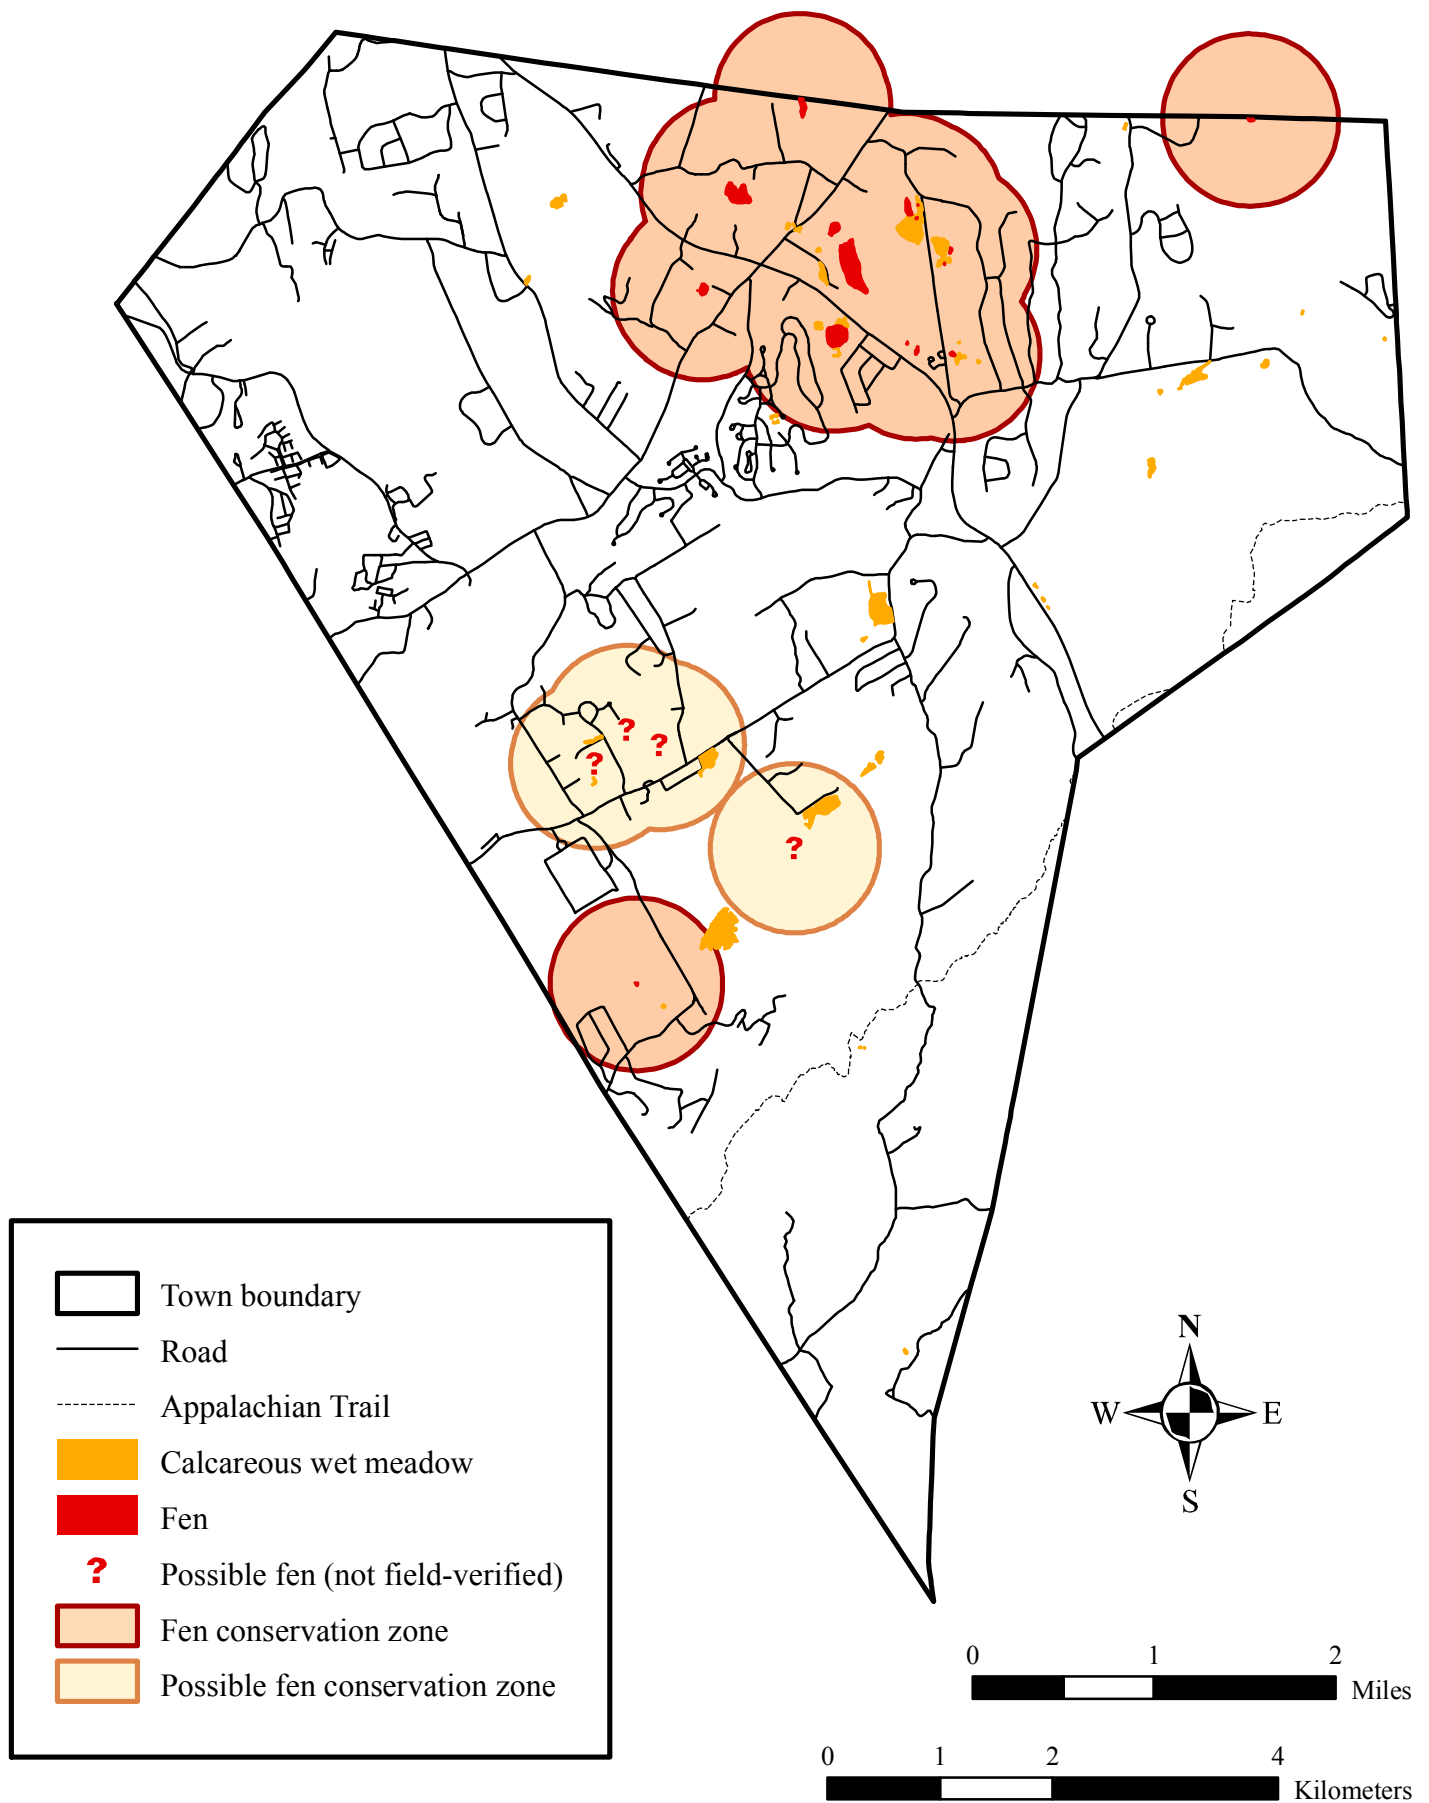 ?
?
?
?
Town boundary
Road
Appalachian Trail
Calcareous wet meadow
Fen
? Possible fen (not field-verified)
Fen conservation zone
Possible fen conservation zone
N
W E
S
0 1 2
Miles
0 1 2 4
Kilometers